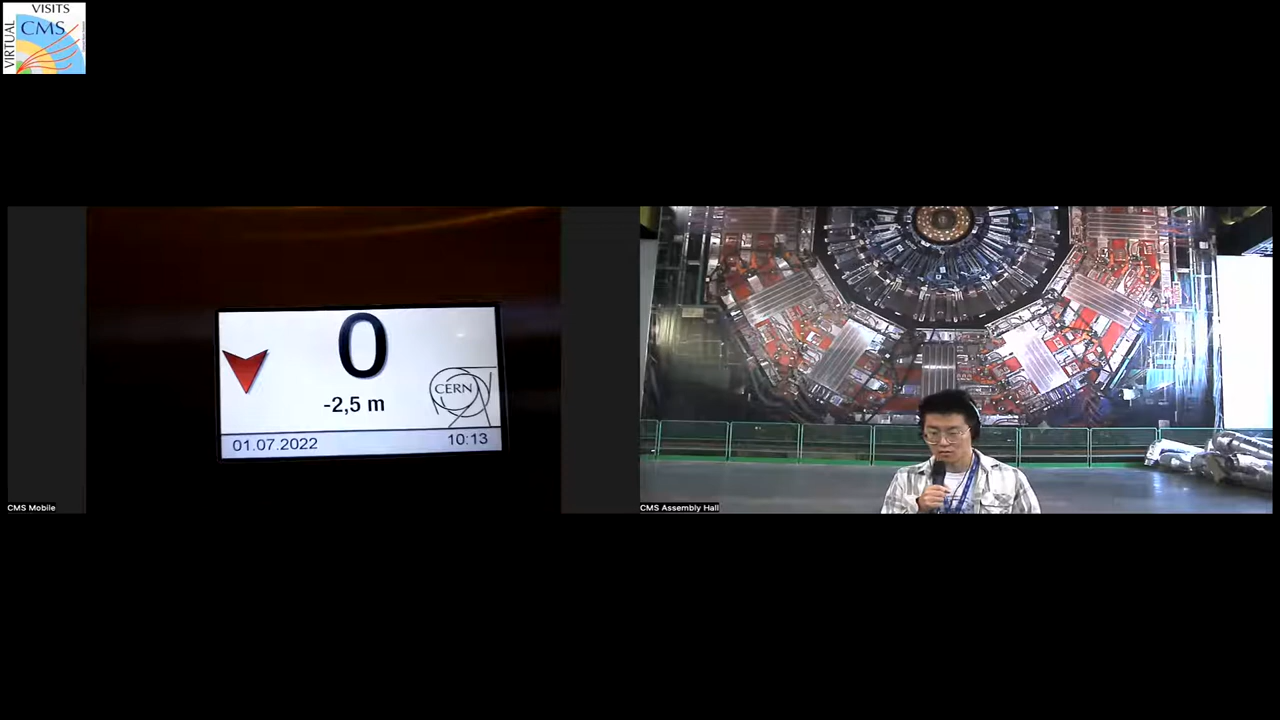 VISITS
CMS
VIRTUAL
0
-2,5 m
CERN
01.07.2022
10:13
CMS Mobile
CMS Assembly Hall